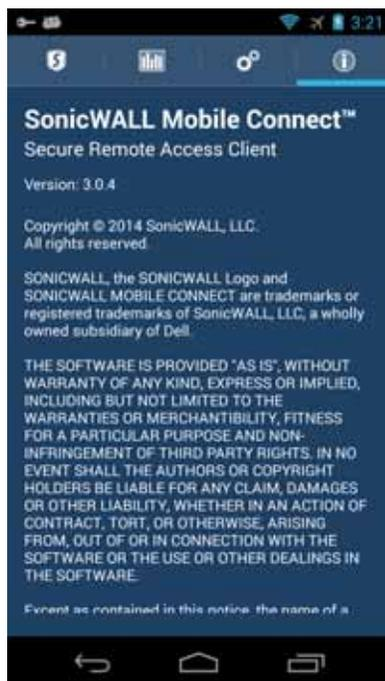 3:21
SonicWALL Mobile Connect™
Secure Remote Access Client
Version: 3.0.4
Copyright © 2014 SonicWALL, LLC.
All rights reserved.
SONICWALL, the SONICWALL Logo and
SONICWALL MOBILE CONNECT are trademarks or
registered trademarks of SonicWALL, LLC, a wholly
owned subsidiary of Dell.
THE SOFTWARE IS PROVIDED "AS IS", WITHOUT
WARRANTY OF ANY KIND, EXPRESS OR IMPLIED,
INCLUDING BUT NOT LIMITED TO THE
WARRANTIES OR MERCHANTIBILITY, FITNESS
FOR A PARTICULAR PURPOSE AND NON-
INFRINGEMENT OF THIRD PARTY RIGHTS. IN NO
EVENT SHALL THE AUTHORS OR COPYRIGHT
HOLDERS BE LIABLE FOR ANY CLAIM, DAMAGES
OR OTHER LIABILITY, WHETHER IN AN ACTION OF
CONTRACT, TORT, OR OTHERWISE, ARISING
FROM, OUT OF OR IN CONNECTION WITH THE
SOFTWARE OR THE USE OR OTHER DEALINGS IN
THE SOFTWARE.
Except as contained in this notice, the name of a